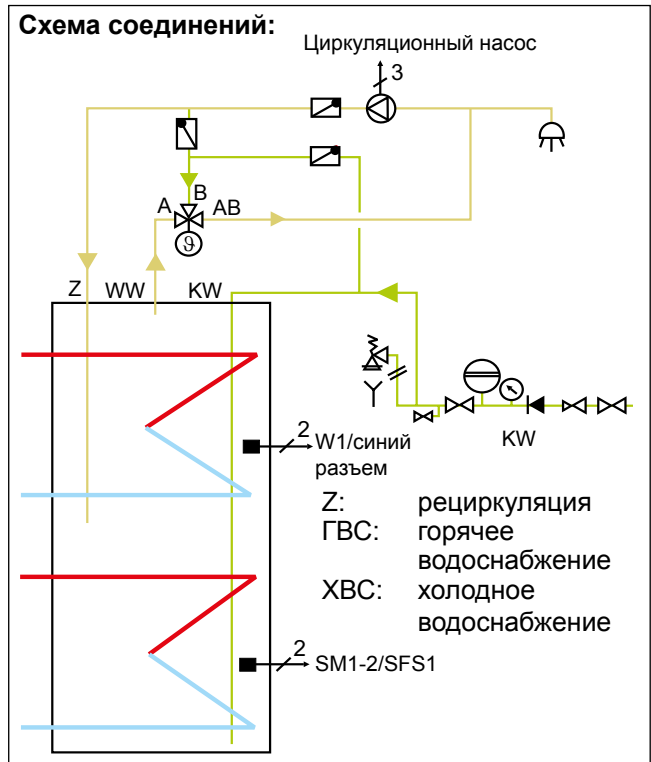 Схема соединений:
Циркуляционный насос
3
B
A
AB
ϑ
Z
WW
KW
2
W1/синий
разъем
KW
Z: рециркуляция
ГВС: горячее
водоснабжение
ХВС: холодное
водоснабжение
2
SM1-2/SFS1